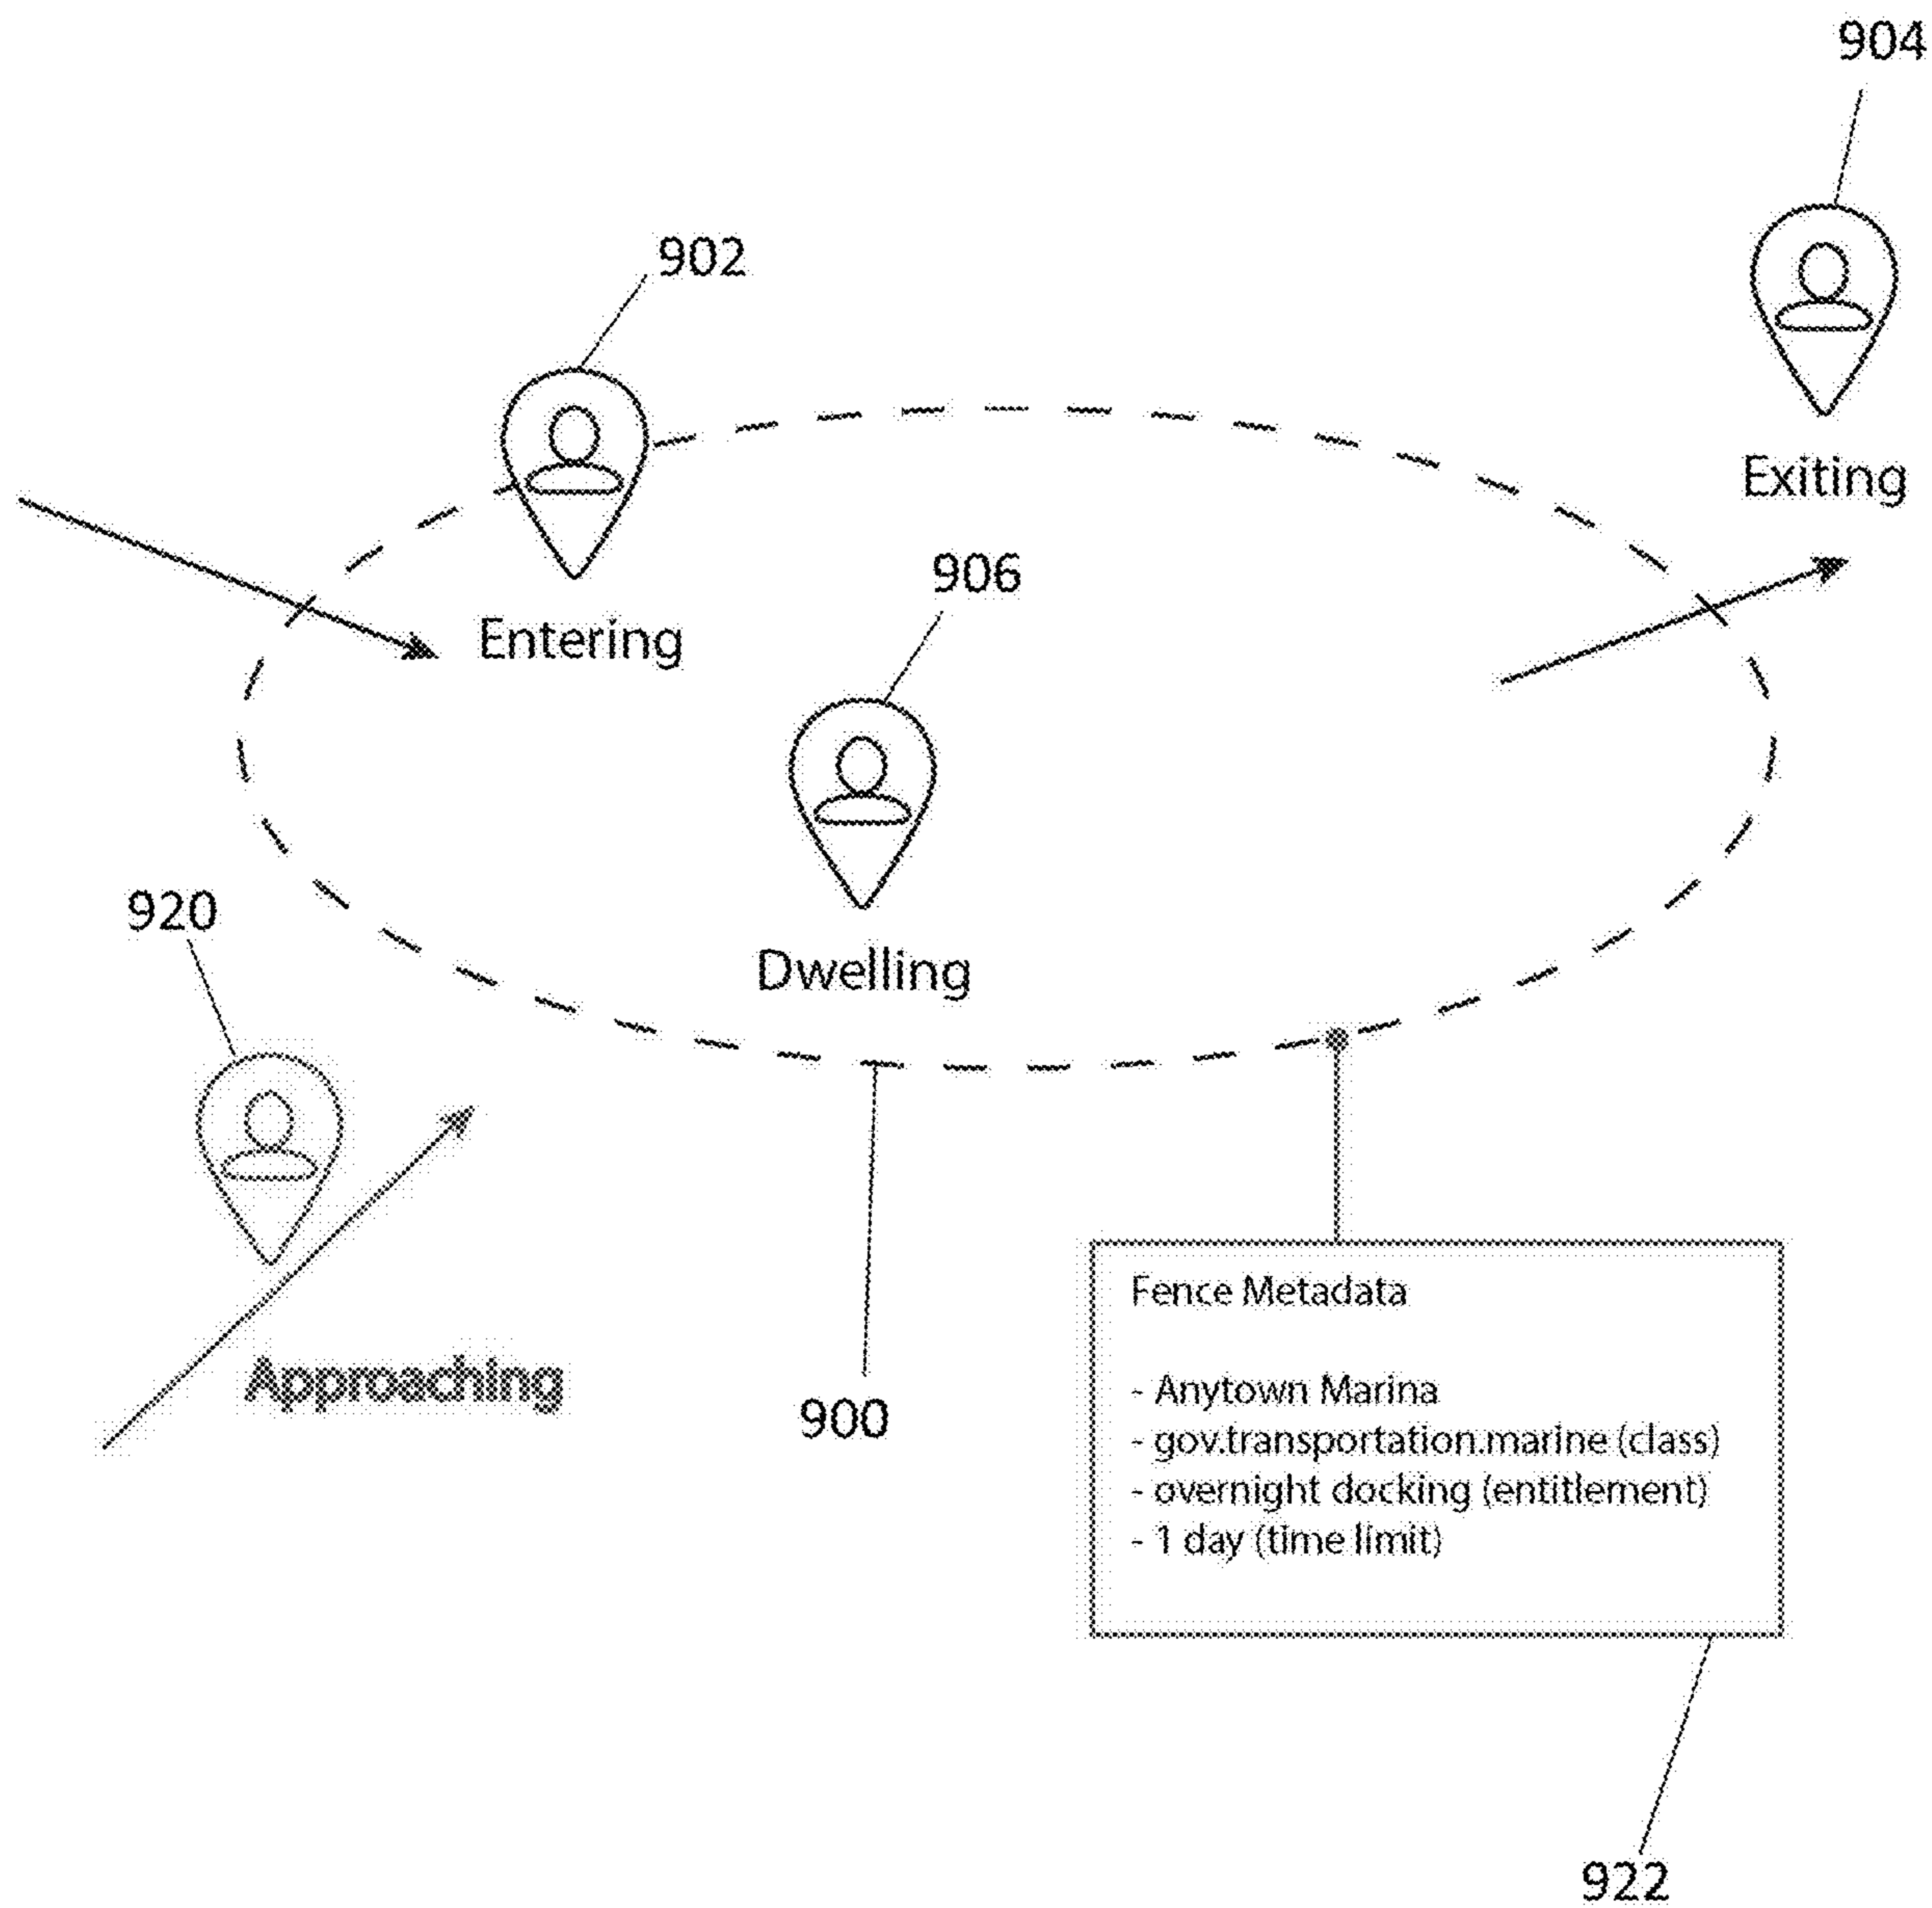 904
902
Exiting
906
Entering
920
Dwelling
Approaching
900
Fence Metadata
- Anytown Marina
- gov.transportation.marine (class)
- overnight docking (entitlement)
- 1 day (time limit)
922